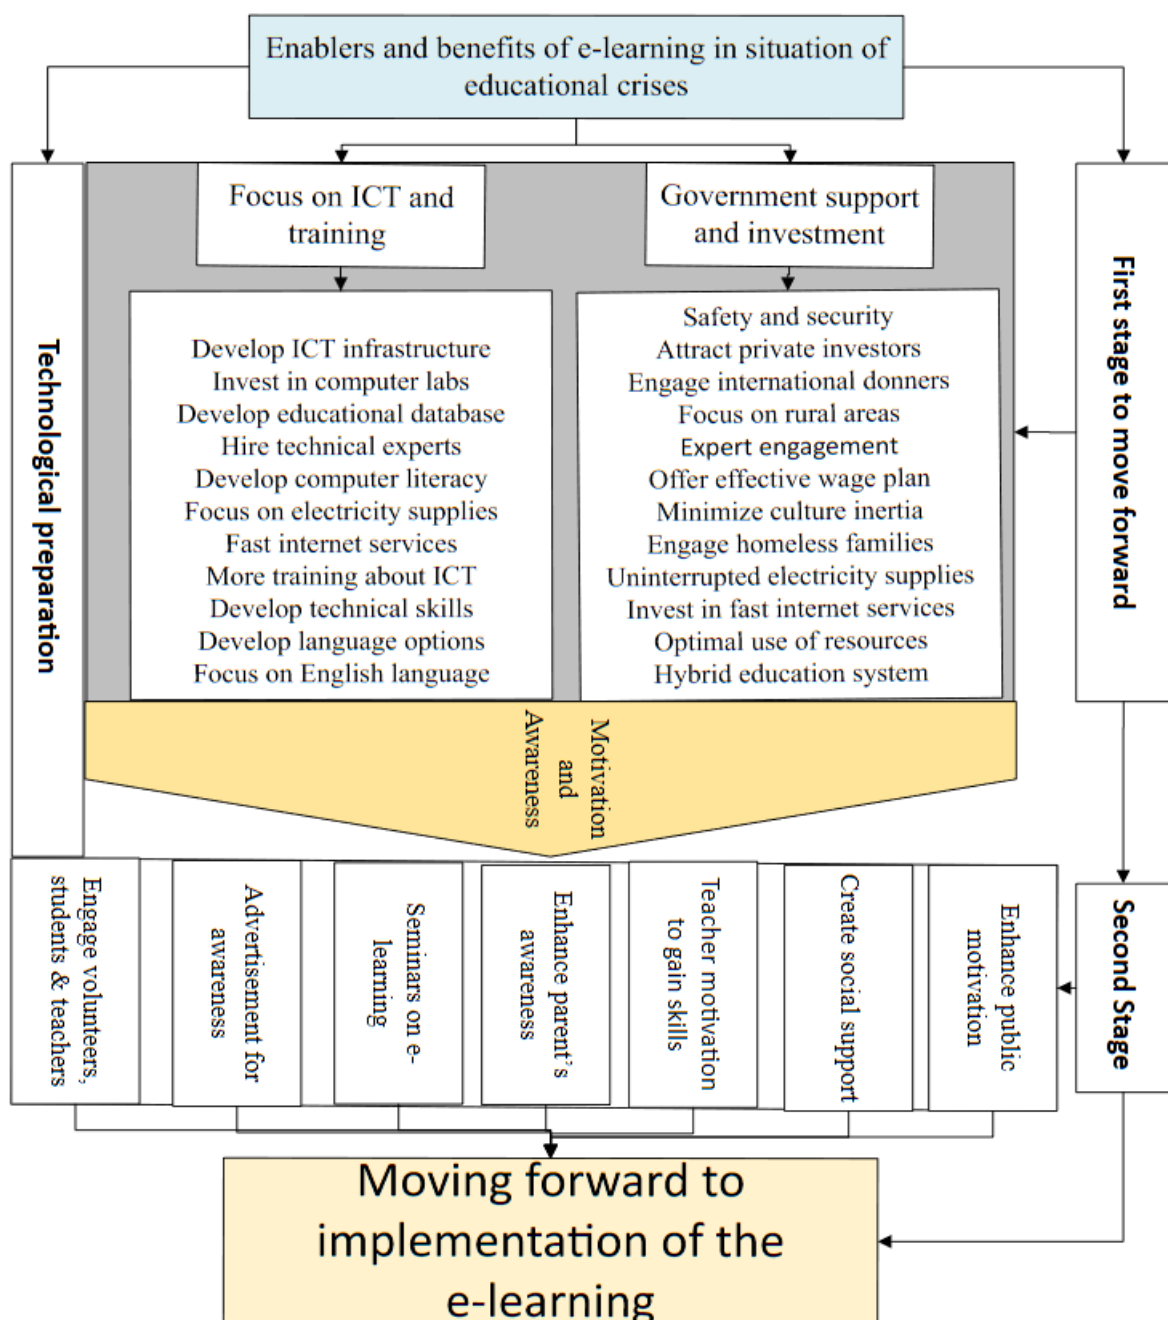 Enablers and benefits of e-learning in situation of
educational crises
Focus on ICT and
training
Government support
and investment
Technological preparation
Develop ICT infrastructure
Invest in computer labs
Develop educational database
Hire technical experts
Develop computer literacy
Focus on electricity supplies
Fast internet services
More training about ICT
Develop technical skills
Develop language options
Focus on English language
Safety and security
Attract private investors
Engage international donners
Focus on rural areas
Expert engagement
Offer effective wage plan
Minimize culture inertia
Engage homeless families
Uninterrupted electricity supplies
Invest in fast internet services
Optimal use of resources
Hybrid education system
First stage to move forward
Motivation
and
Awareness
Engage volunteers,
students & teachers
Advertisement for
awareness
Seminars on e-
learning
Enhance parent's
awareness
Teacher motivation
to gain skills
Create social support
Enhance public
motivation
Second Stage
Moving forward to
implementation of the
e-learning